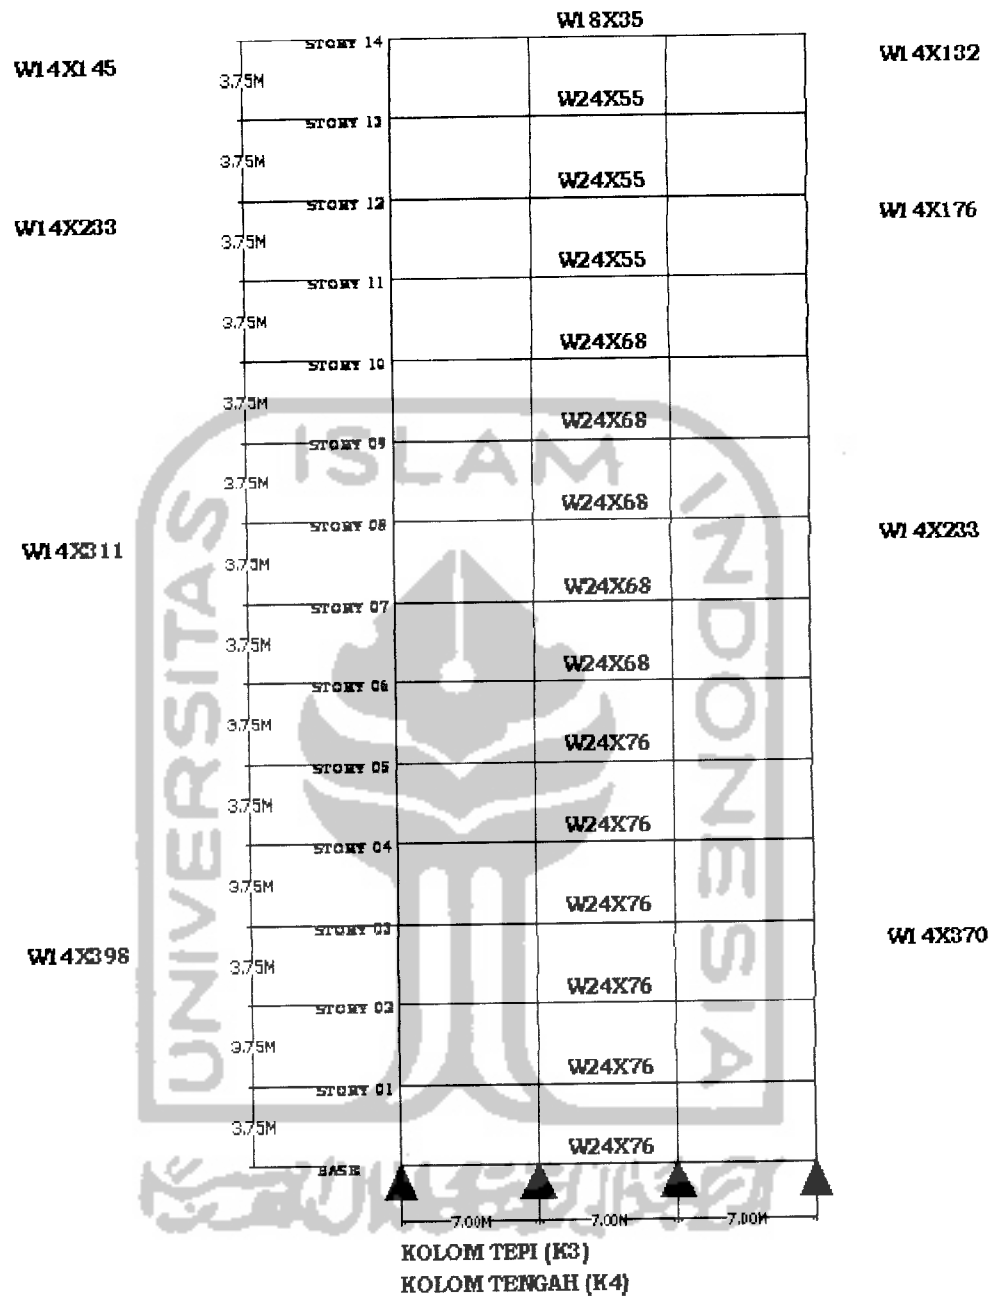 W18X35
STORY 14
W14X145
W14X132
3.75M
W24X55
STORY 13
3.75M
W24X55
STORY 12
W14X176
W14X233
3.75M
W24X55
STORY 11
3.75M
W24X68
STORY 10
3.75M
W24X68
STORY 09
ISLAM
3.75M
W24X68
STORY 08
W14X233
W14X311
3.75M
W24X68
STORY 07
3.75M
W24X68
STORY 06
3.75M
W24X76
STORY 05
3.75M
W24X76
STORY 04
3.75M
W24X76
STORY 03
W14X370
W14X398
3.75M
W24X76
STORY 02
3.75M
W24X76
STORY 01
3.75M
W24X76
BASE
UNIVERSITAS
INDONESIA
7.00M
7.00M
7.00M
KOLOM TEPI (K3)
KOLOM TENGAH (K4)